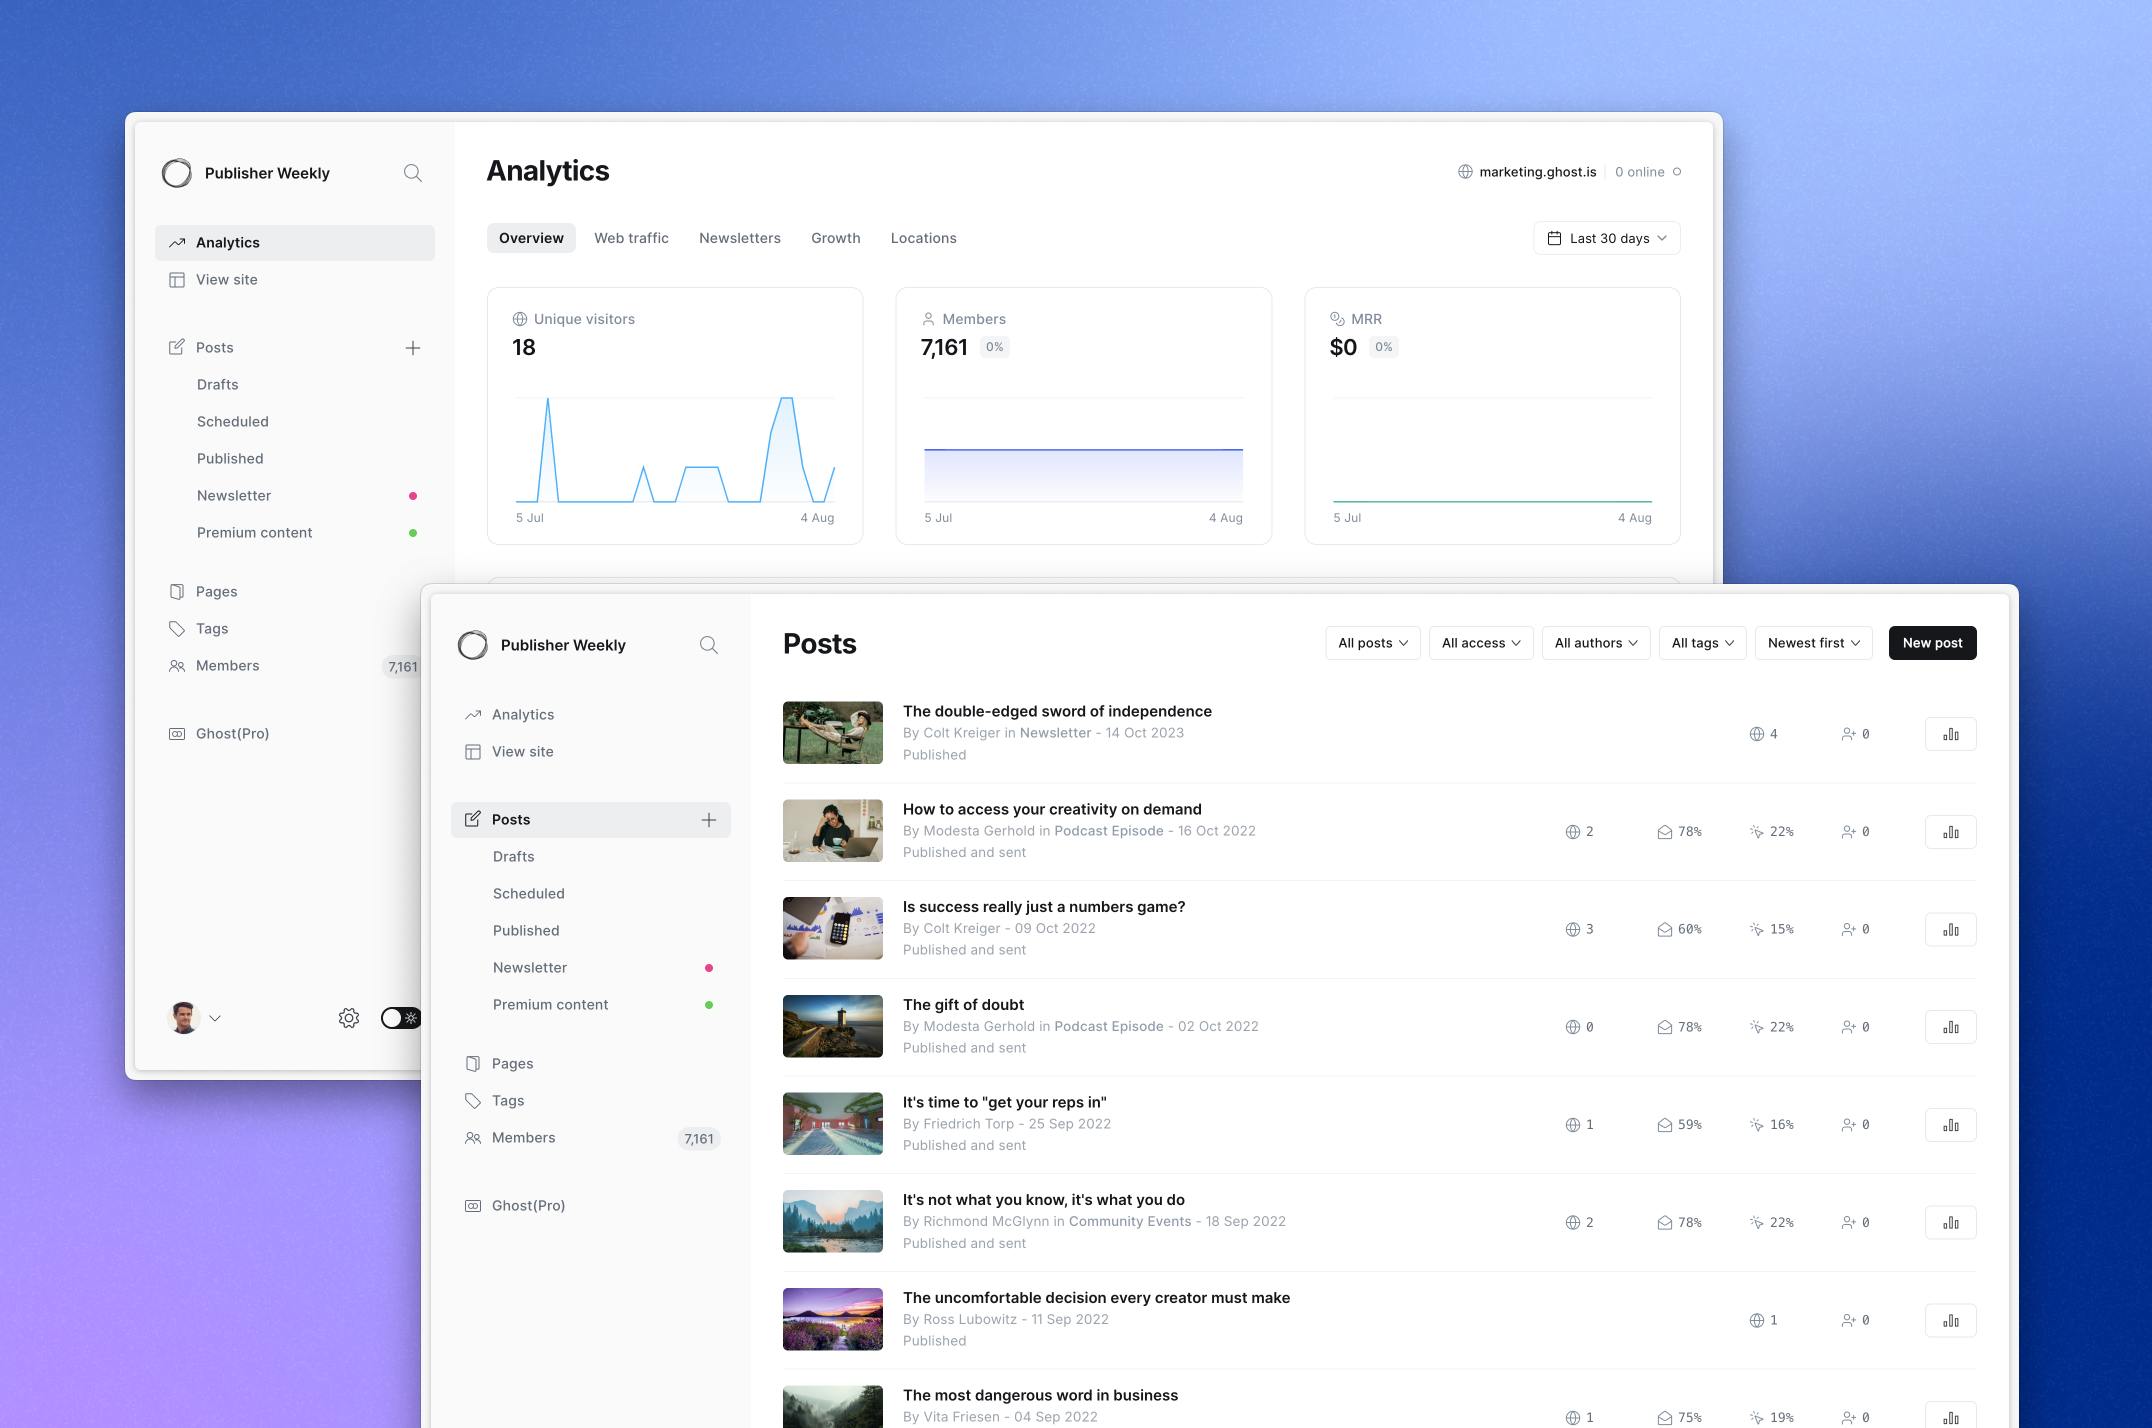 Publisher Weekly
Analytics
View site
Posts
Drafts
Scheduled
Published
Newsletter
Premium content
Pages
Tags
Members 7,161
Ghost(Pro)
Analytics
marketing.ghost.is 0 online
Overview Web traffic Newsletters Growth Locations
Last 30 days
Unique visitors
18
5 Jul 4 Aug
Members
7,161 0%
5 Jul 4 Aug
MRR
$0 0%
5 Jul 4 Aug
Publisher Weekly
Analytics
View site
Posts
Drafts
Scheduled
Published
Newsletter
Premium content
Pages
Tags
Members 7,161
Ghost(Pro)
Posts
All posts All access All authors All tags Newest first New post
The double-edged sword of independence
By Colt Kreiger in Newsletter - 14 Oct 2023
Published
4 0
How to access your creativity on demand
By Modesta Gerhold in Podcast Episode - 16 Oct 2022
Published and sent
2 78% 22% 0
Is success really just a numbers game?
By Colt Kreiger - 09 Oct 2022
Published and sent
3 60% 15% 0
The gift of doubt
By Modesta Gerhold in Podcast Episode - 02 Oct 2022
Published and sent
0 78% 22% 0
It's time to "get your reps in"
By Friedrich Torp - 25 Sep 2022
Published and sent
1 59% 16% 0
It's not what you know, it's what you do
By Richmond McGlynn in Community Events - 18 Sep 2022
Published and sent
2 78% 22% 0
The uncomfortable decision every creator must make
By Ross Lubowitz - 11 Sep 2022
Published
1 0
The most dangerous word in business
By Vita Friesen - 04 Sep 2022
1 75% 19% 0